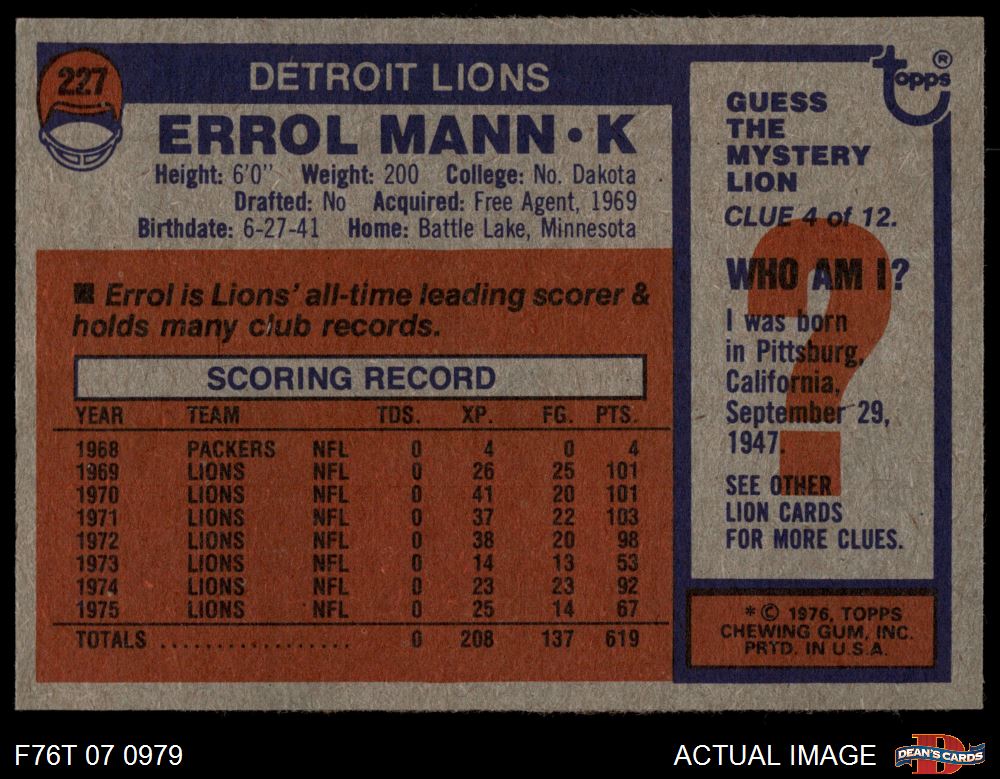 227
DETROIT LIONS
ERROL MANN • K
Height: 6'0" Weight: 200 College: No. Dakota
Drafted: No Acquired: Free Agent, 1969
Birthdate: 6-27-41 Home: Battle Lake, Minnesota
■ Errol is Lions' all-time leading scorer &
holds many club records.
SCORING RECORD
YEAR TEAM TDS. XP. FG. PTS.
1968 PACKERS NFL 0 4 0 4
1969 LIONS NFL 0 26 25 101
1970 LIONS NFL 0 41 20 101
1971 LIONS NFL 0 37 22 103
1972 LIONS NFL 0 38 20 98
1973 LIONS NFL 0 14 13 53
1974 LIONS NFL 0 23 23 92
1975 LIONS NFL 0 25 14 67
TOTALS ................. 0 208 137 619
topps ®
GUESS
THE
MYSTERY
LION
CLUE 4 of 12.
WHO AM I?
I was born
in Pittsburg,
California,
September 29,
1947.
SEE OTHER
LION CARDS
FOR MORE CLUES.
?
* © 1976, TOPPS
CHEWING GUM, INC.
PRTD. IN U.S.A.
F76T 07 0979
ACTUAL IMAGE
D
DEAN'S CARDS